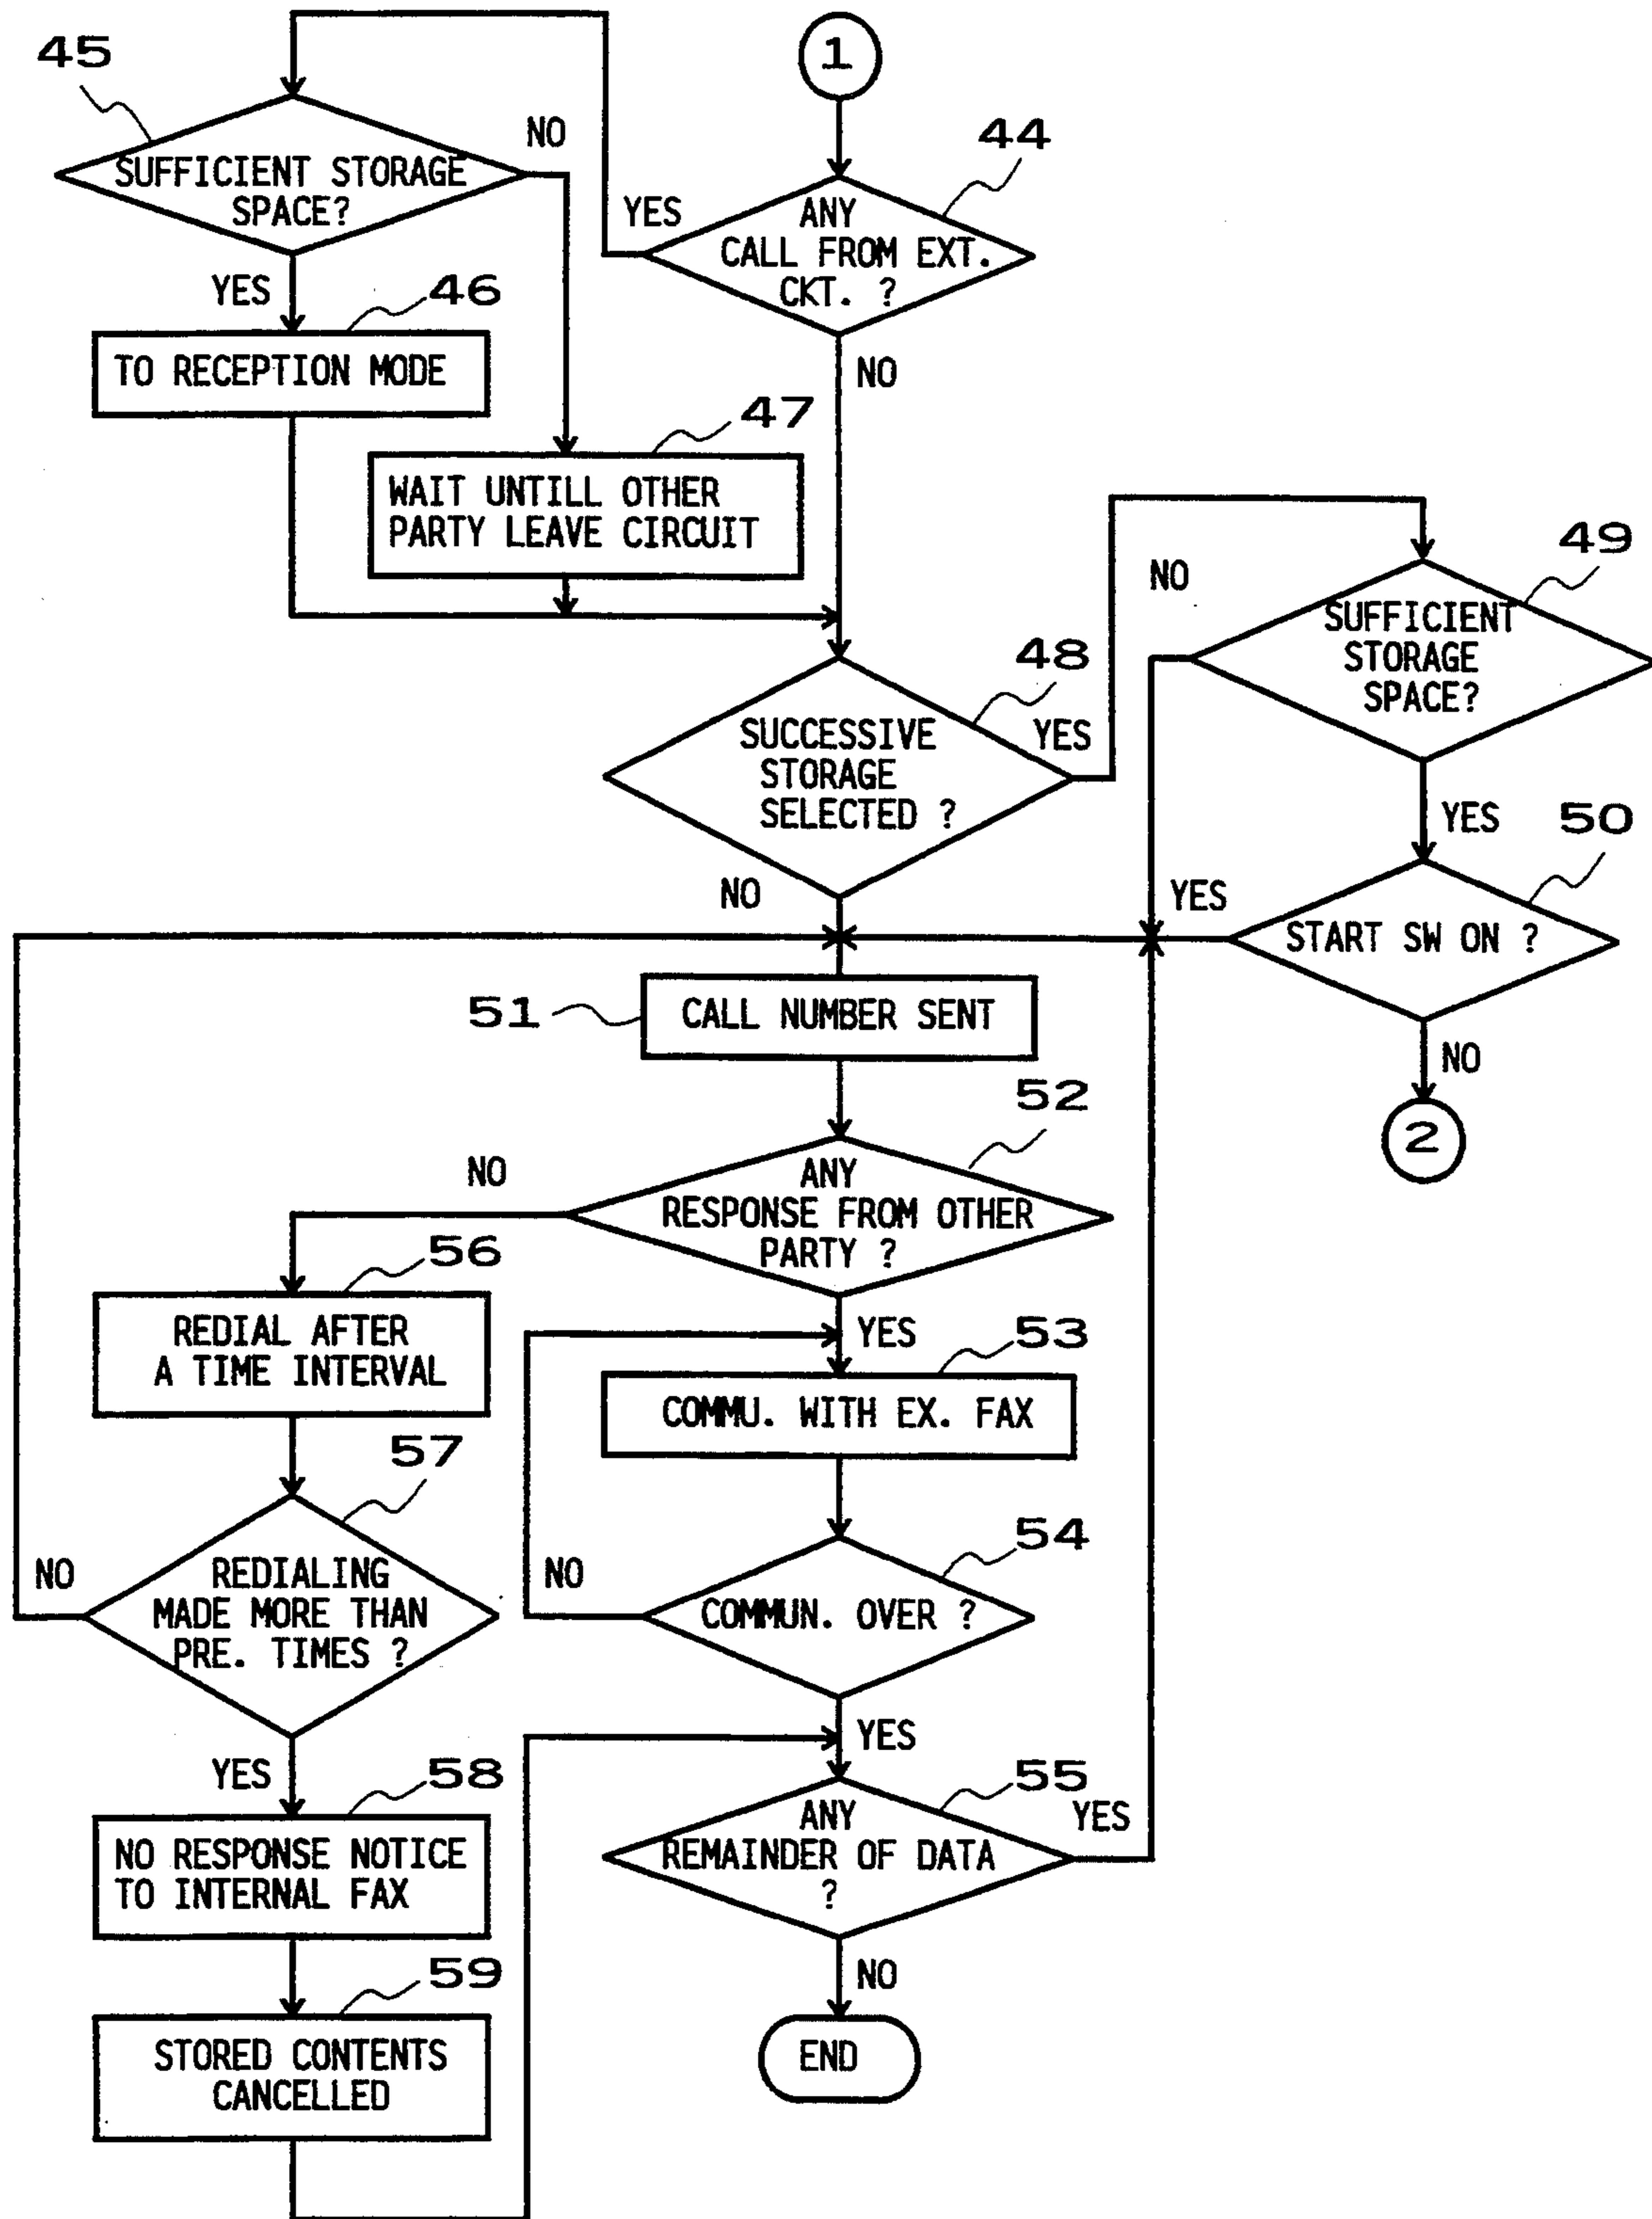 1
45
44
NO
SUFFICIENT STORAGE
SPACE?
YES
ANY
CALL FROM EXT.
CKT. ?
YES
46
TO RECEPTION MODE
NO
47
WAIT UNTILL OTHER
PARTY LEAVE CIRCUIT
49
NO
SUFFICIENT
STORAGE
SPACE?
48
SUCCESSIVE
STORAGE
SELECTED ?
YES
YES
50
NO
YES
START SW ON ?
51
CALL NUMBER SENT
NO
2
52
NO
ANY
RESPONSE FROM OTHER
PARTY ?
56
REDIAL AFTER
A TIME INTERVAL
YES
53
COMMU. WITH EX. FAX
57
54
NO
REDIALING
MADE MORE THAN
PRE. TIMES ?
NO
COMMUN. OVER ?
YES
YES
58
55
NO RESPONSE NOTICE
TO INTERNAL FAX
ANY
REMAINDER OF DATA
?
YES
59
NO
STORED CONTENTS
CANCELLED
END